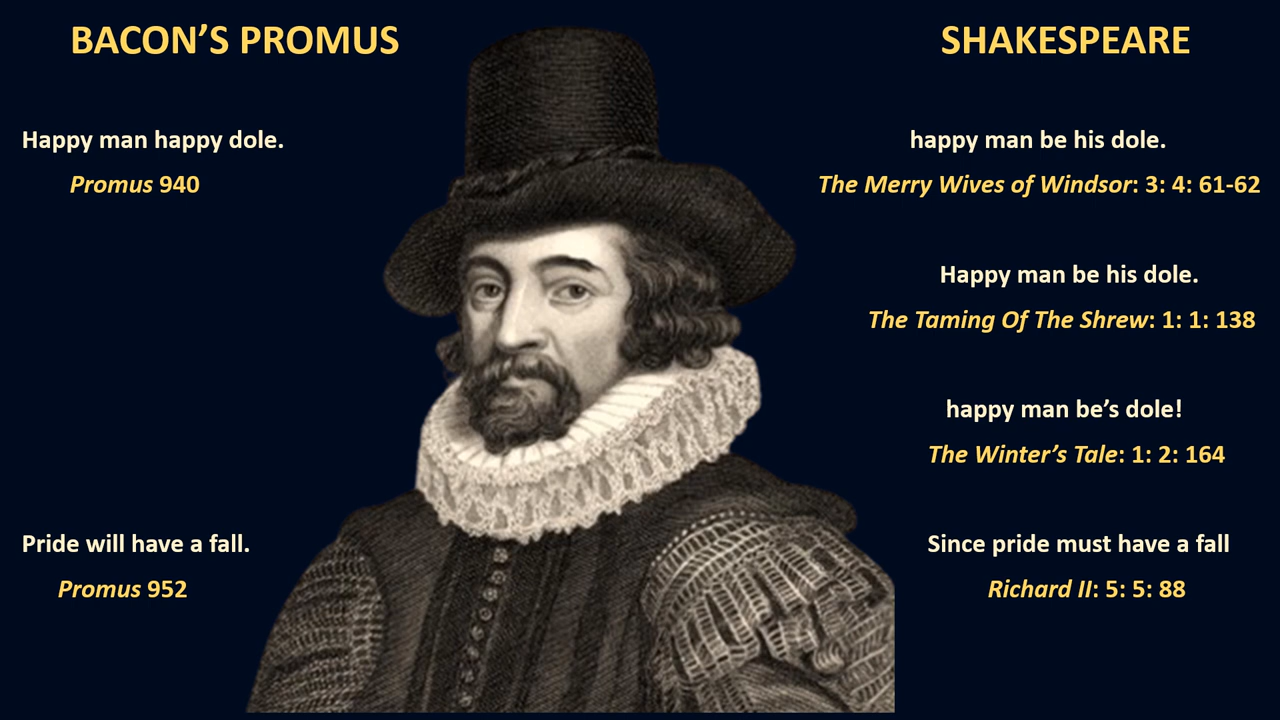 BACON’S PROMUS
Happy man happy dole.
Promus 940
Pride will have a fall.
Promus 952
SHAKESPEARE
happy man be his dole.
The Merry Wives of Windsor: 3: 4: 61-62
Happy man be his dole.
The Taming Of The Shrew: 1: 1: 138
happy man be’s dole!
The Winter’s Tale: 1: 2: 164
Since pride must have a fall
Richard II: 5: 5: 88